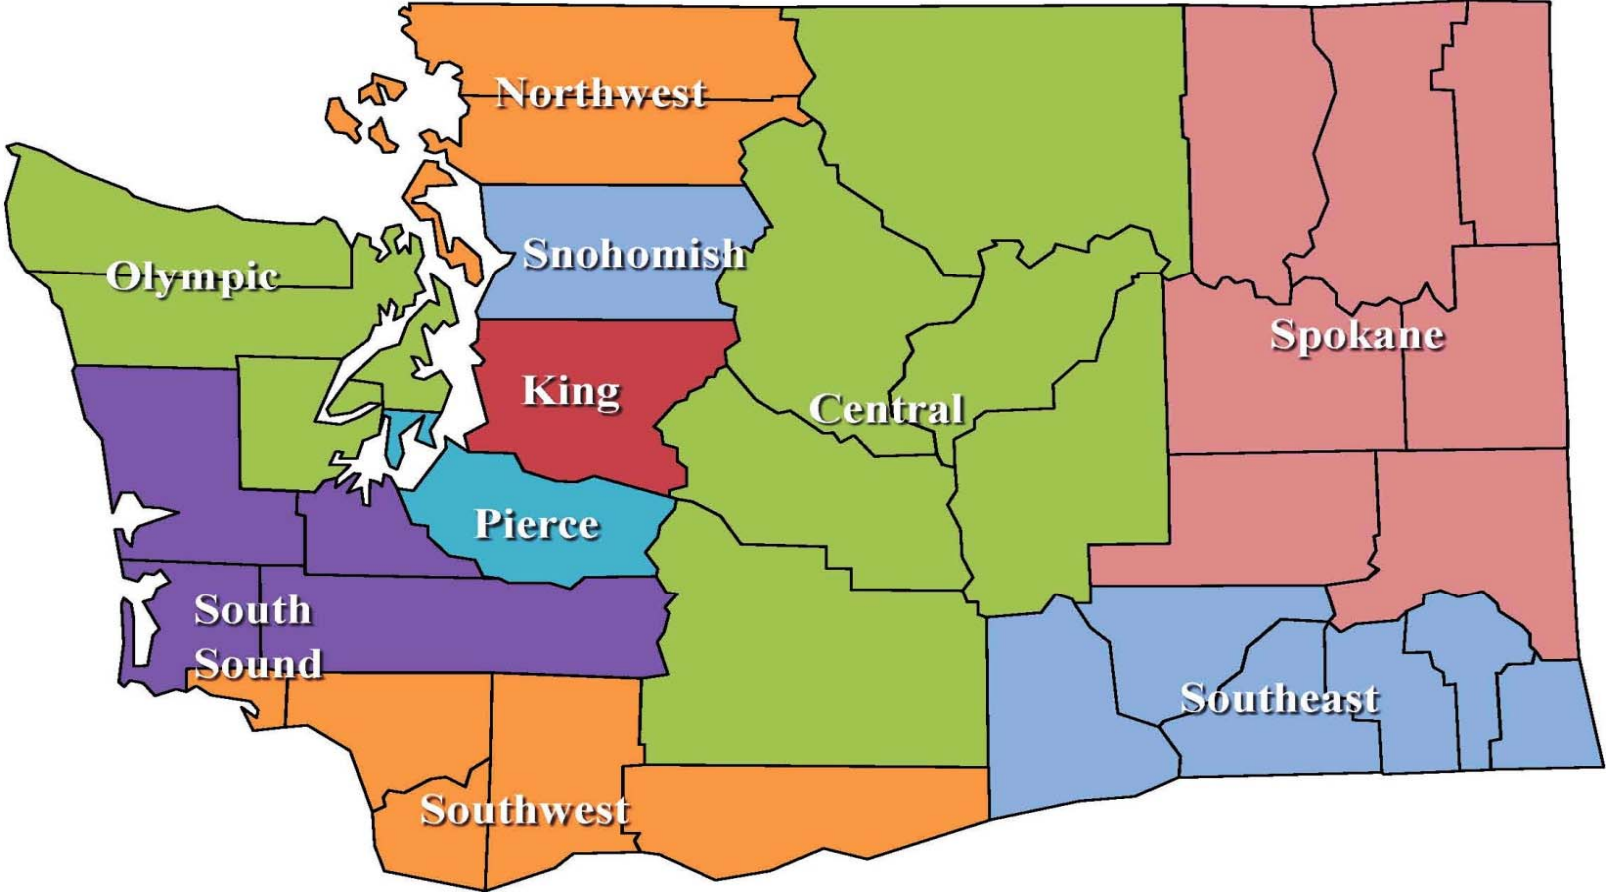 Northwest
Snohomish
Olympic
Spokane
King
Central
Pierce
South
Sound
Southeast
Southwest